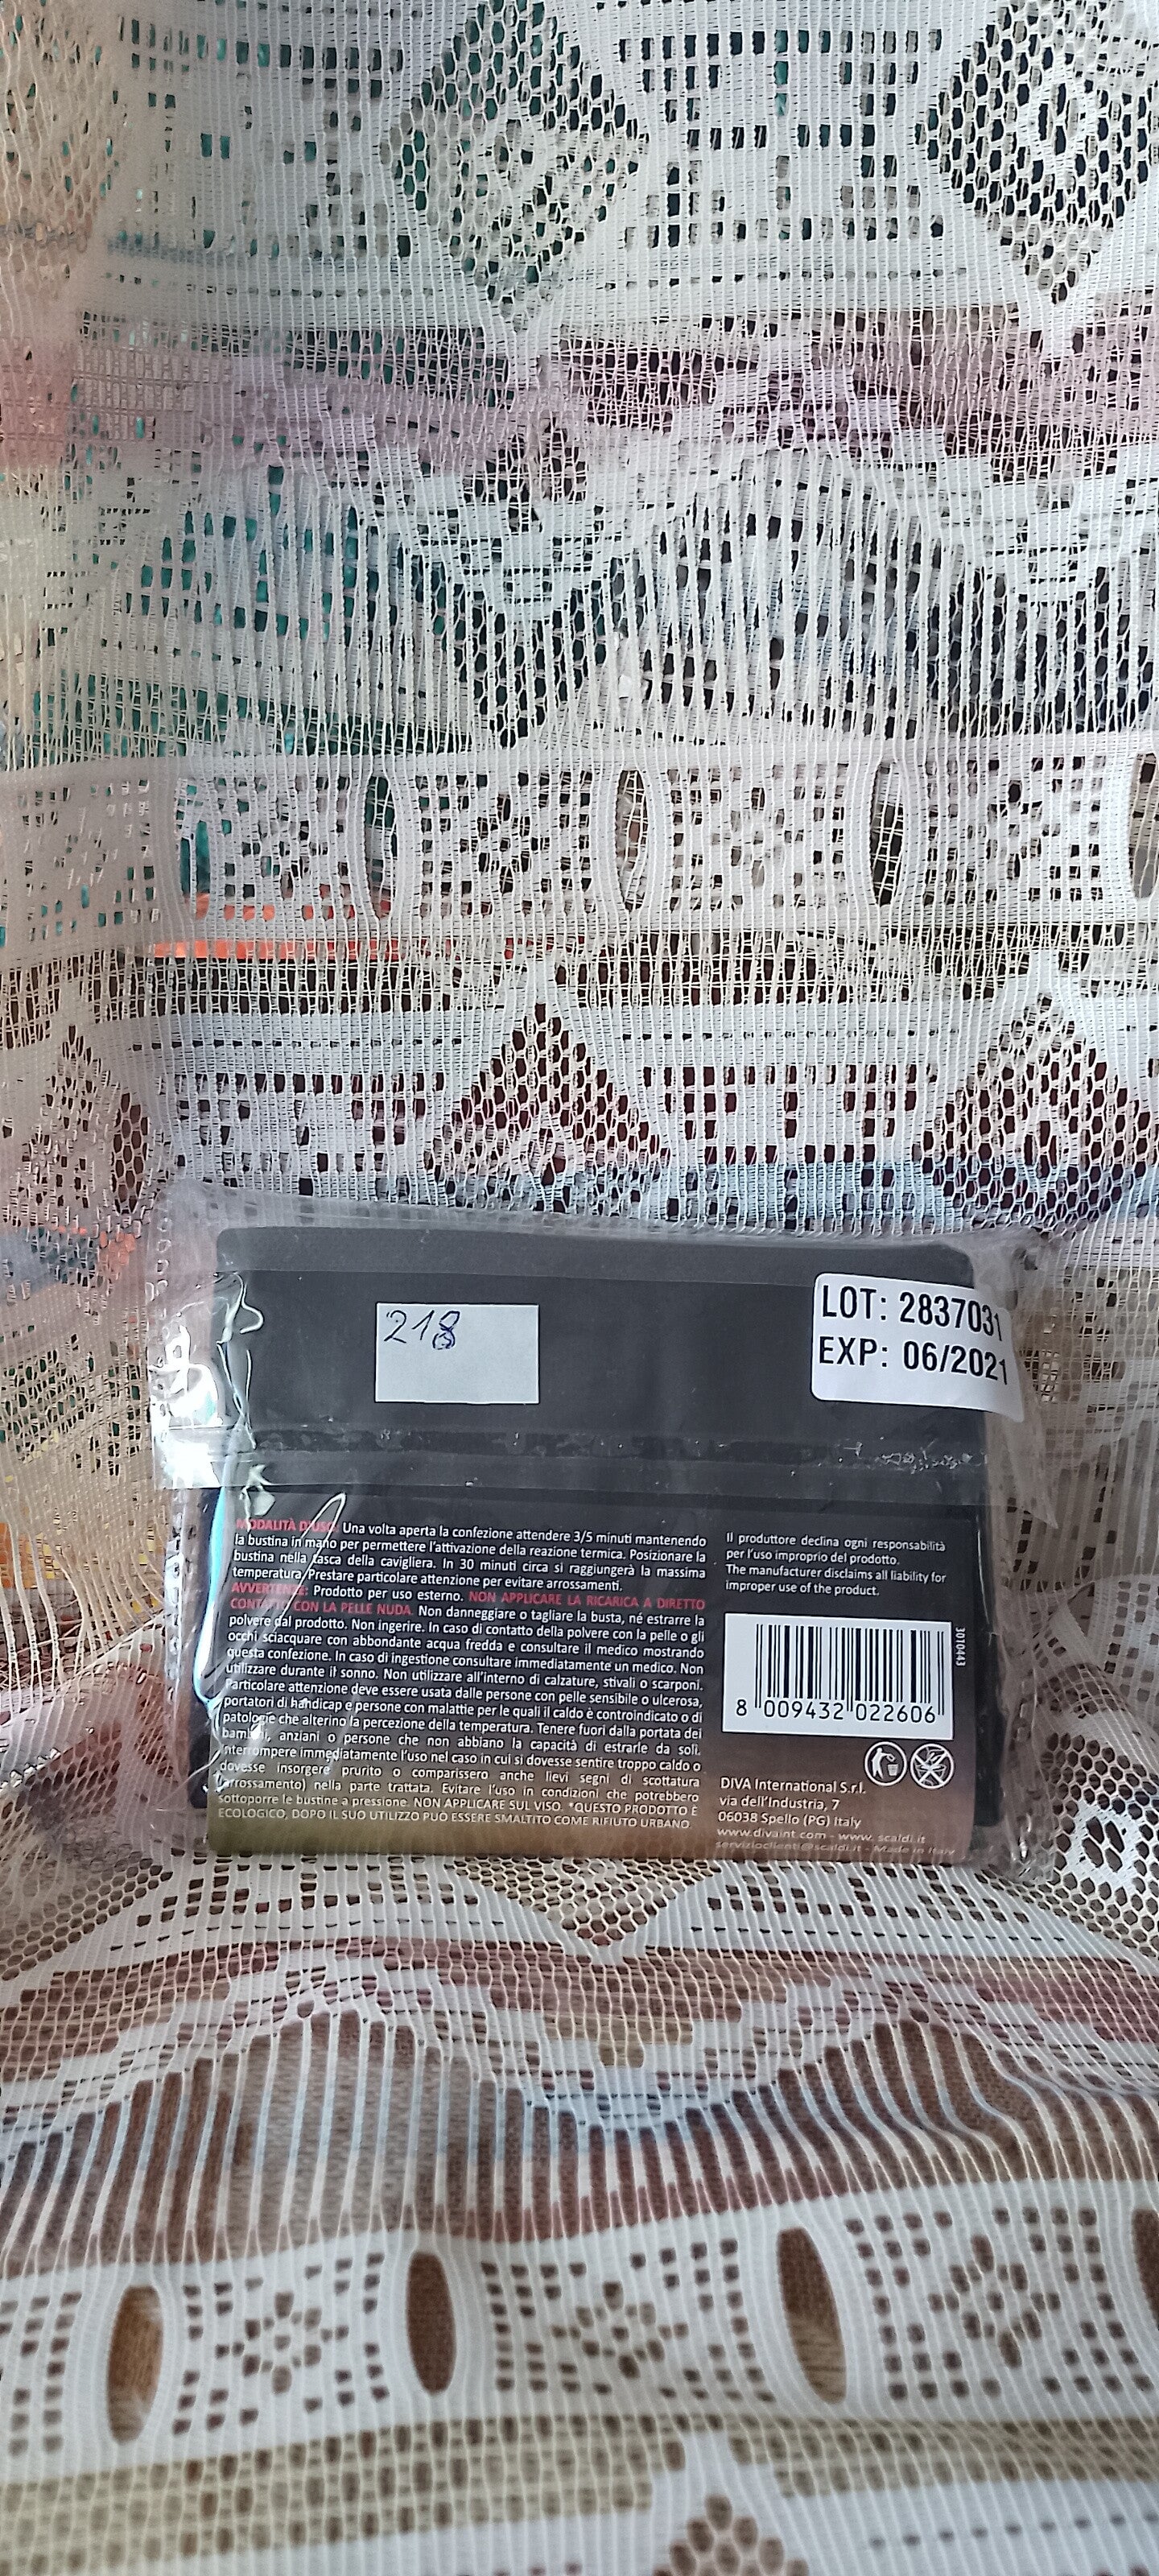 218
LOT: 2837031
EXP: 06/2021
MODALITÀ D'USO: Una volta aperta la confezione attendere 3/5 minuti mantenendo
la bustina in mano per permettere l'attivazione della reazione termica. Posizionare la
bustina nella tasca della cavigliera. In 30 minuti circa si raggiungerà la massima
temperatura. Prestare particolare attenzione per evitare arrossamenti.
AVVERTENZE: Prodotto per uso esterno. NON APPLICARE LA RICARICA A DIRETTO
CONTATTO CON LA PELLE NUDA. Non danneggiare o tagliare la busta, né estrarre la
polvere dal prodotto. Non ingerire. In caso di contatto della polvere con la pelle o gli
occhi sciacquare con abbondante acqua fredda e consultare il medico mostrando
questa confezione. In caso di ingestione consultare immediatamente un medico. Non
utilizzare durante il sonno. Non utilizzare all'interno di calzature, stivali o scarponi.
Particolare attenzione deve essere usata dalle persone con pelle sensibile o ulcerosa,
portatori di handicap e persone con malattie per le quali il caldo è controindicato o di
patologie che alterino la percezione della temperatura. Tenere fuori dalla portata dei
bambini, anziani o persone che non abbiano la capacità di estrarle da soli.
Interrompere immediatamente l'uso nel caso in cui si dovesse sentire troppo caldo o
dovesse insorgere prurito o comparissero anche lievi segni di scottatura
(arrossamento) nella parte trattata. Evitare l'uso in condizioni che potrebbero
sottoporre le bustine a pressione. NON APPLICARE SUL VISO. *QUESTO PRODOTTO È
ECOLOGICO, DOPO IL SUO UTILIZZO PUÒ ESSERE SMALTITO COME RIFIUTO URBANO.
Il produttore declina ogni responsabilità
per l'uso improprio del prodotto.
The manufacturer disclaims all liability for
improper use of the product.
3010443
8 009432 022606
DIVA International S.r.l.
via dell'Industria, 7
06038 Spello (PG) Italy
www.divaint.com - www. scaldi.it
servizioclienti@scaldi.it - Made in Italy